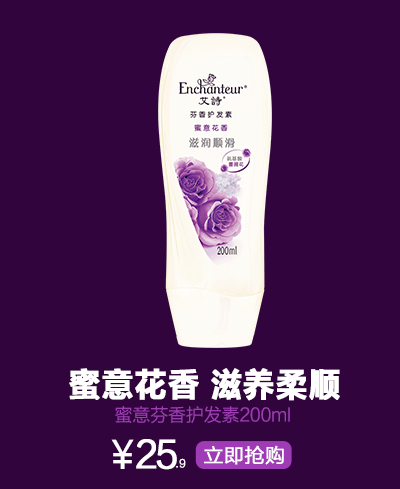 Enchanteur®
艾詩®
芬香护发素
蜜意花香
滋润顺滑
200ml
蜜意花香 滋养柔顺
蜜意芬香护发素200ml
¥25.9 立即抢购